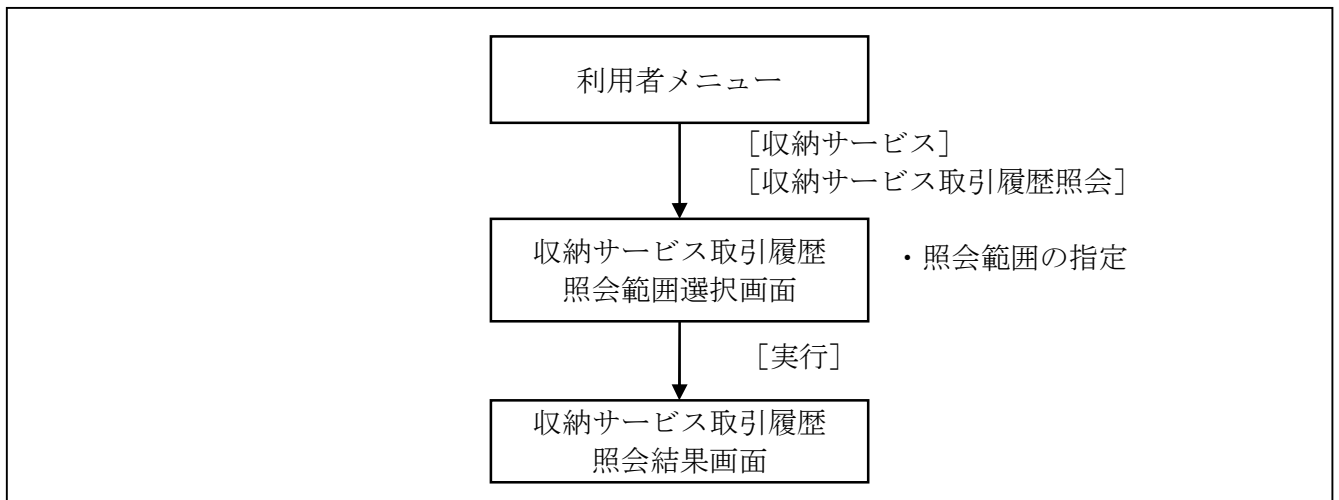 利用者メニュー
［収納サービス］
［収納サービス取引履歴照会］
収納サービス取引履歴
照会範囲選択画面
・照会範囲の指定
［実行］
収納サービス取引履歴
照会結果画面